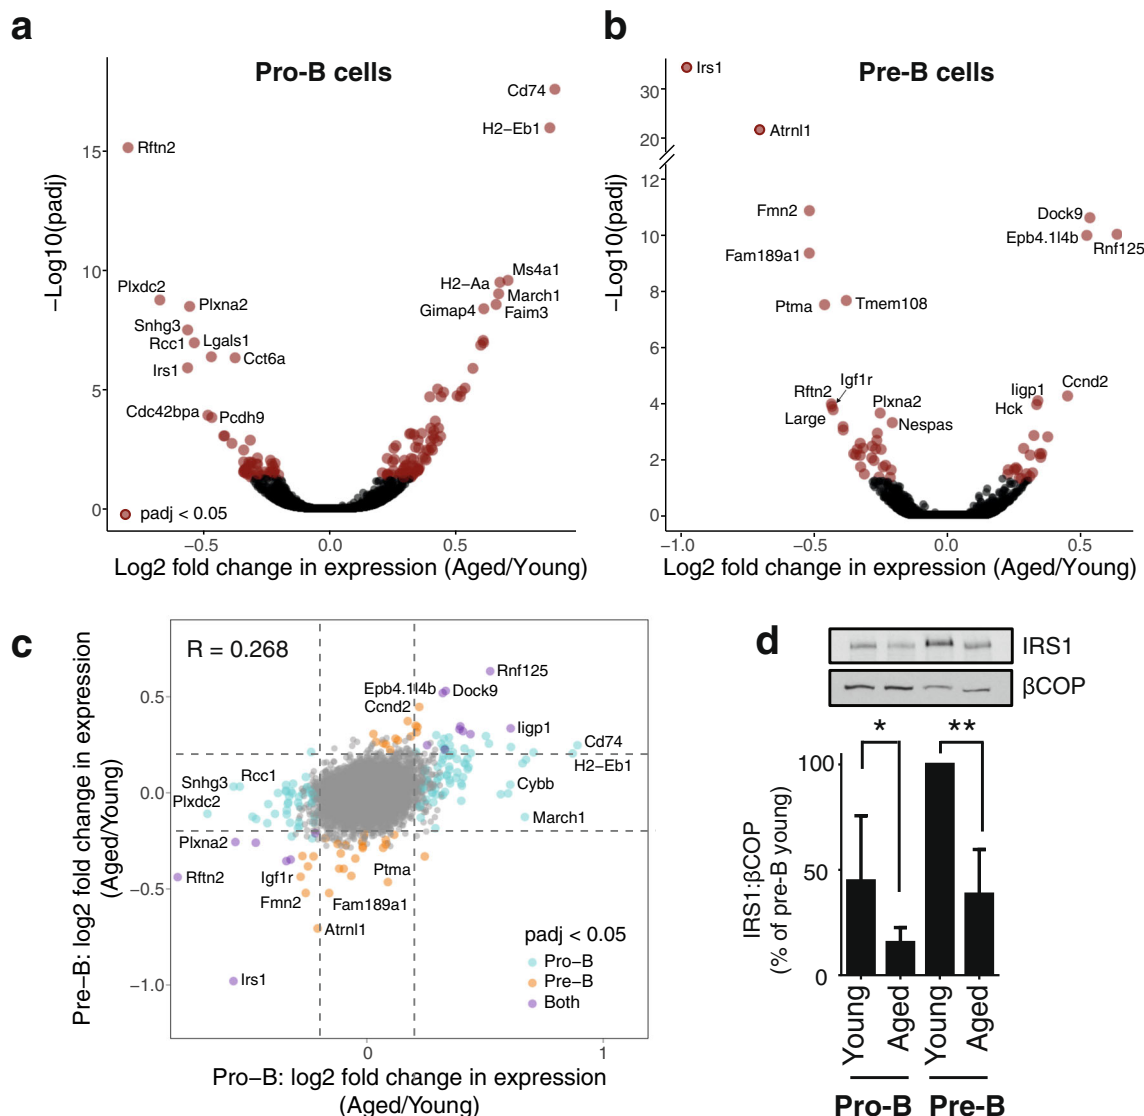 a
Pro-B cells
−Log10(padj)
15
10
5
0
Cd74
H2−Eb1
Rftn2
Ms4a1
H2−Aa
March1
Gimap4
Faim3
Plxdc2
Plxna2
Snhg3
Rcc1
Lgals1
Cct6a
Irs1
Cdc42bpa
Pcdh9
padj < 0.05
−0.5
0.0
0.5
Log2 fold change in expression (Aged/Young)
b
Pre-B cells
−Log10(padj)
30
20
12
10
8
6
4
2
0
Irs1
Atrnl1
Fmn2
Dock9
Epb4.1l4b
Rnf125
Fam189a1
Ptma
Tmem108
Rftn2
Igf1r
Large
Plxna2
Nespas
Iigp1
Hck
Ccnd2
−1.0
−0.5
0.0
0.5
Log2 fold change in expression (Aged/Young)
c
Pre−B: log2 fold change in expression
(Aged/Young)
R = 0.268
0.5
0.0
−0.5
−1.0
Rnf125
Epb4.1l4b
Dock9
Ccnd2
Iigp1
Cd74
H2−Eb1
Snhg3
Rcc1
Plxdc2
Cybb
March1
Plxna2
Rftn2
Igf1r
Ptma
Fmn2
Fam189a1
Atrnl1
Irs1
padj < 0.05
Pro−B
Pre−B
Both
0
1
Pro−B: log2 fold change in expression
(Aged/Young)
d
IRS1
βCOP
*
**
IRS1:βCOP
(% of pre-B young)
100
50
0
Young
Aged
Young
Aged
Pro-B
Pre-B